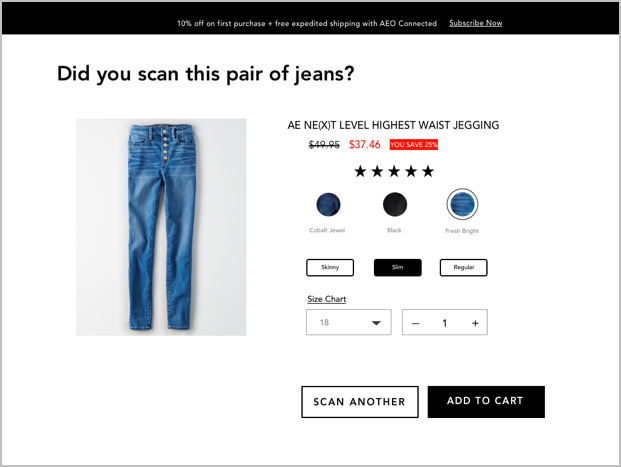 10% off on first purchase + free expedited shipping with AEO Connected Subscribe Now
Did you scan this pair of jeans?
AE NE(X)T LEVEL HIGHEST WAIST JEGGING
$49.95 $37.46 YOU SAVE 25%
Cobalt Jewel Black Fresh Bright
Skinny Slim Regular
Size Chart
18 — 1 +
SCAN ANOTHER ADD TO CART